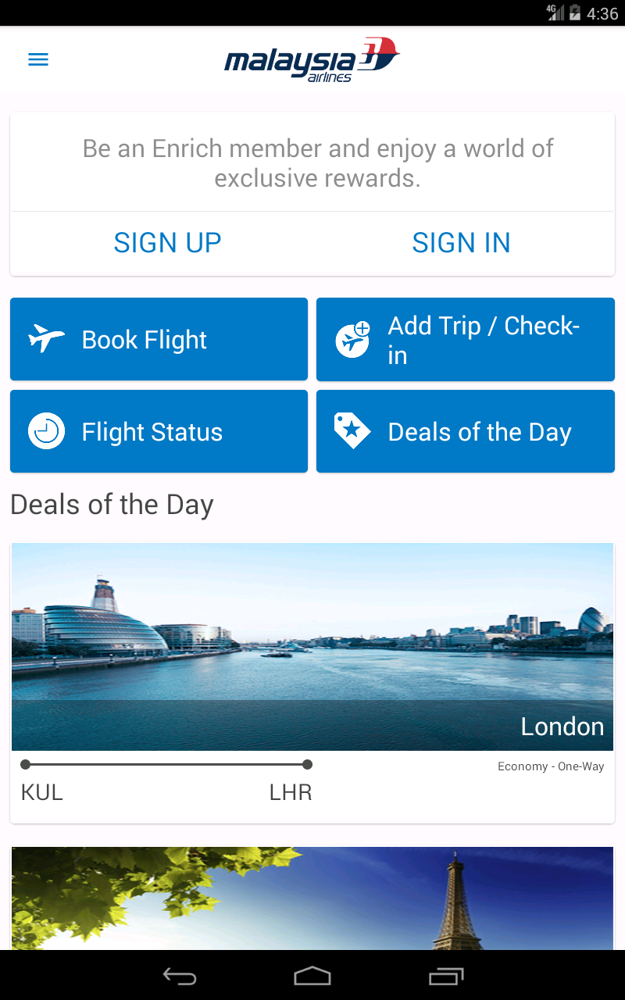 4G 4:36
malaysia
airlines
Be an Enrich member and enjoy a world of
exclusive rewards.
SIGN UP SIGN IN
Book Flight
Add Trip / Check-
in
Flight Status
Deals of the Day
Deals of the Day
London
Economy - One-Way
KUL LHR